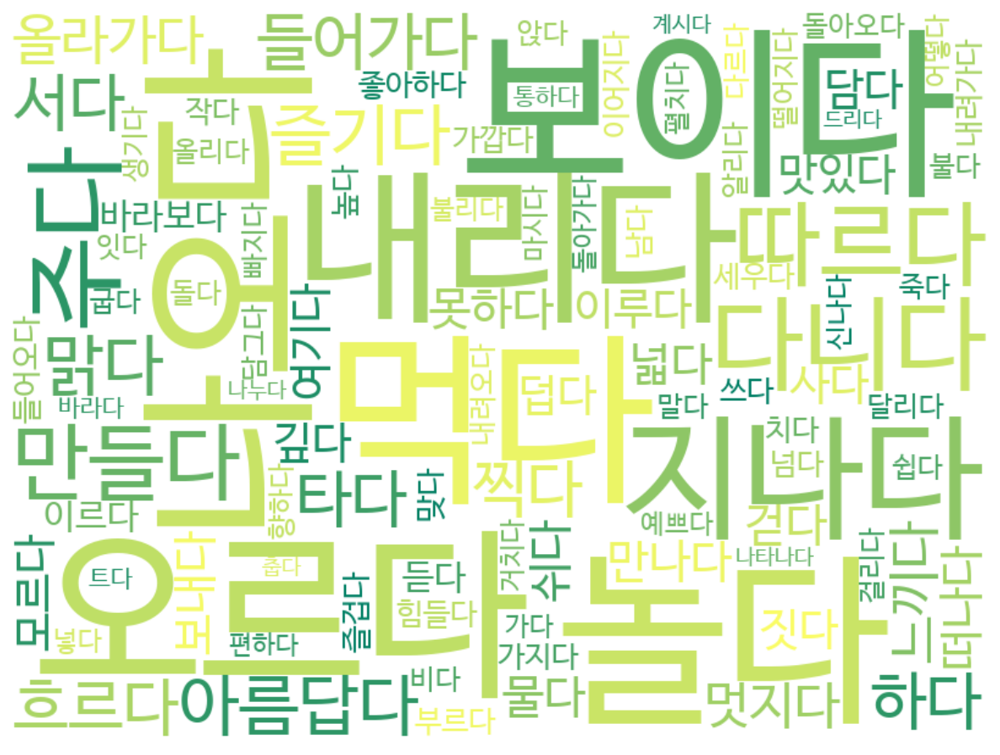 올라가다
들어가다
앉다
계시다
돌아오다
어떻다
서다
좋아하다
보이다
통하다
이어지다
펼치다
다르다
떨어지다
담다
드리다
내려가다
생기다
작다
올리다
나오다
즐기다
가깝다
알리다
맛있다
불다
주다
바라보다
높다
내리다
불리다
마시다
돌아가다
남다
따르다
잇다
빠지다
돌다
세우다
굽다
여기다
못하다
이루다
신나다
죽다
들어오다
맑다
담그다
먹다
내려오다
덥다
넓다
다니다
사다
바라다
나누다
말다
쓰다
달리다
만들다
깊다
지나다
치다
넘다
쉽다
이르다
향하다
타다
맞다
찍다
예쁘다
걷다
모르다
오르다
트다
꺼내다
춥다
듣다
거치다
쉬다
만나다
나타나다
걸리다
느끼다
떠나다
넣다
편하다
즐겁다
힘들다
가다
가지다
놀다
짓다
흐르다
아름답다
비다
부르다
물다
멋지다
하다
나다